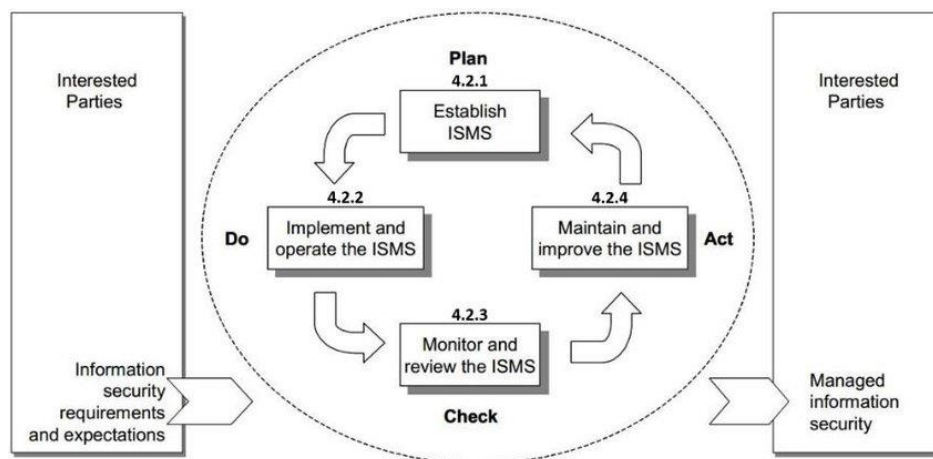 Interested
Parties
Information
security
requirements
and expectations
Plan
4.2.1
Establish
ISMS
4.2.2
Do
Implement and
operate the ISMS
4.2.4
Maintain and
improve the ISMS
Act
4.2.3
Monitor and
review the ISMS
Check
Interested
Parties
Managed
information
security